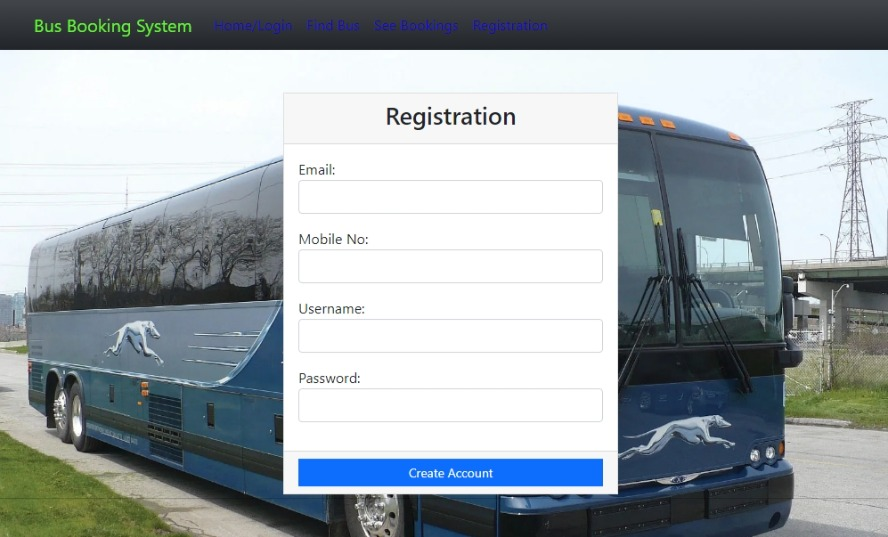 Bus Booking System Home/Login Find Bus See Bookings Registration
Registration
Email:
Mobile No:
Username:
Password:
Create Account